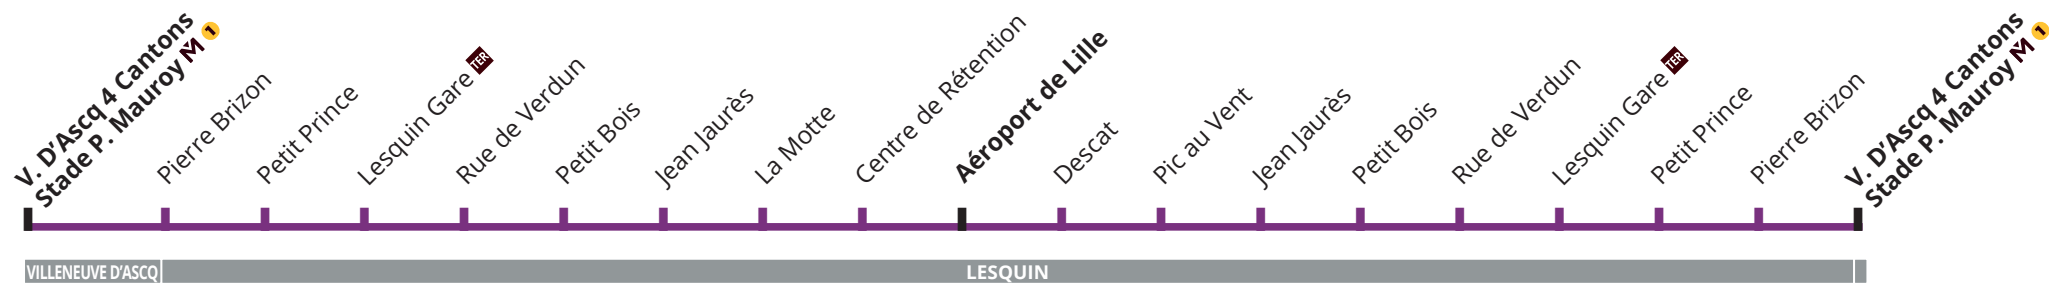 V. D'Ascq 4 Cantons
Stade P. Mauroy M 1
Pierre Brizon
Petit Prince
Lesquin Gare TER
Rue de Verdun
Petit Bois
Jean Jaurès
La Motte
Centre de Rétention
Aéroport de Lille
Descat
Pic au Vent
Jean Jaurès
Petit Bois
Rue de Verdun
Lesquin Gare TER
Petit Prince
Pierre Brizon
V. D'Ascq 4 Cantons
Stade P. Mauroy M 1
VILLENEUVE D'ASCQ
LESQUIN